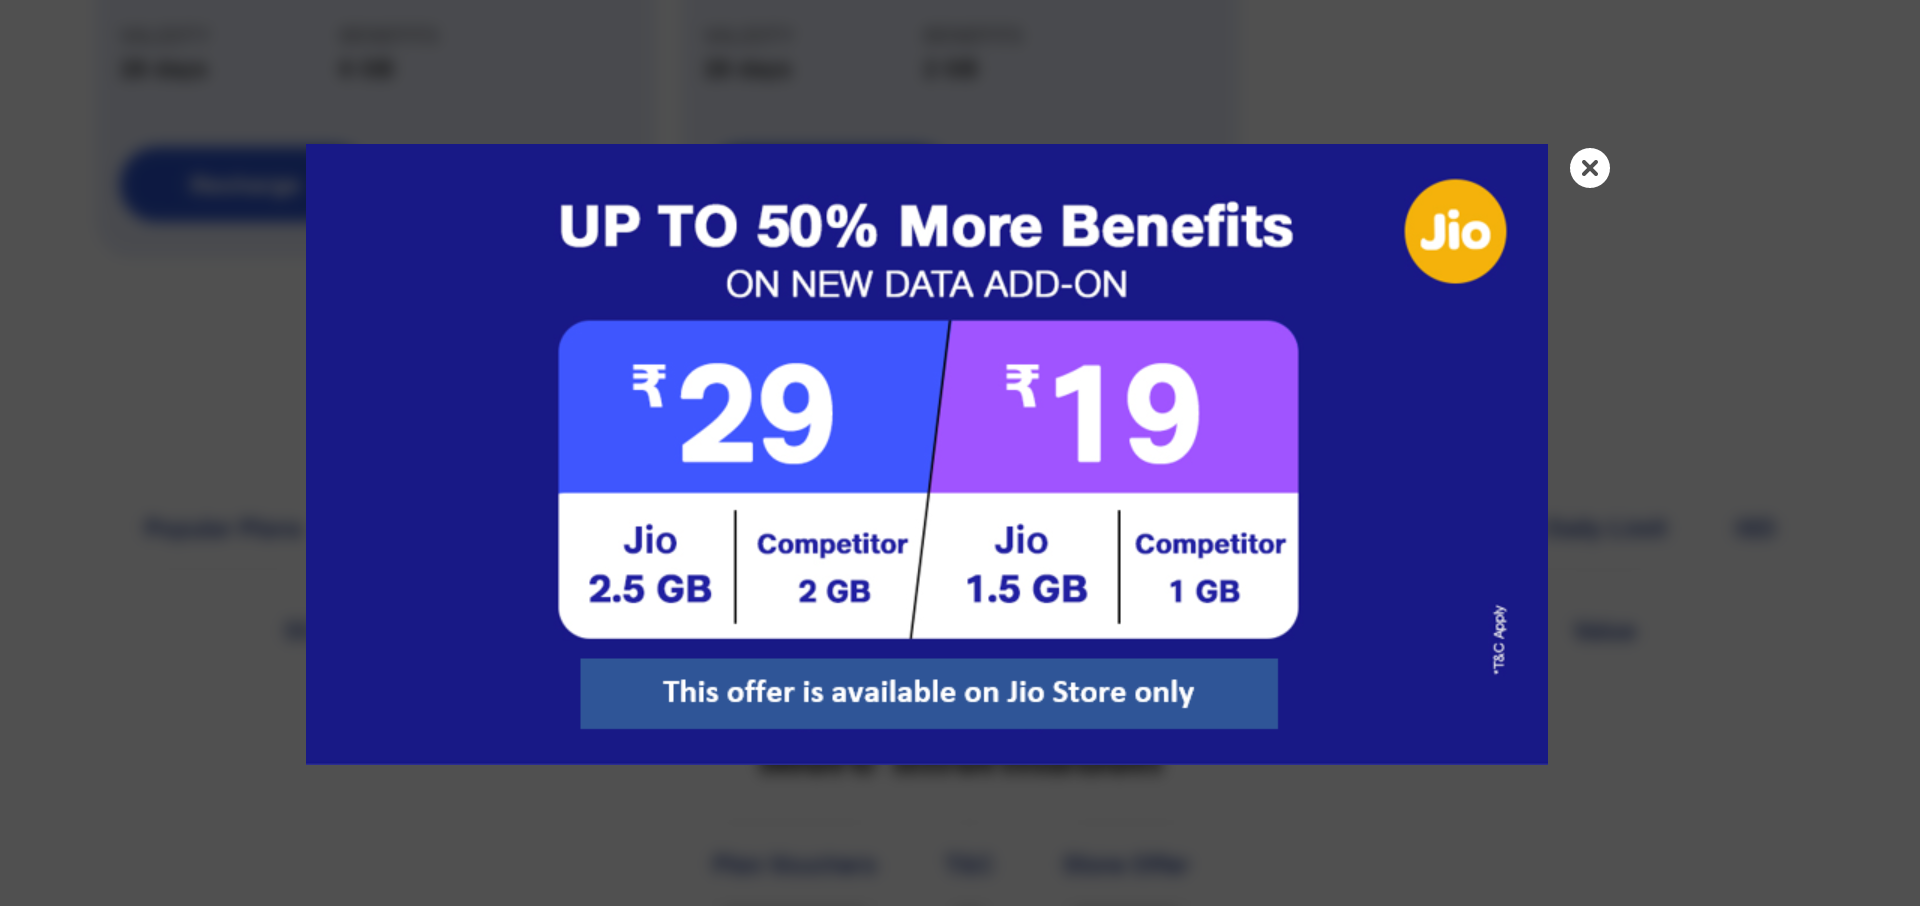 UP TO 50% More Benefits
Jio
ON NEW DATA ADD-ON
₹29
₹19
Jio
2.5 GB
Competitor
2 GB
Jio
1.5 GB
Competitor
1 GB
*T&C Apply
This offer is available on Jio Store only